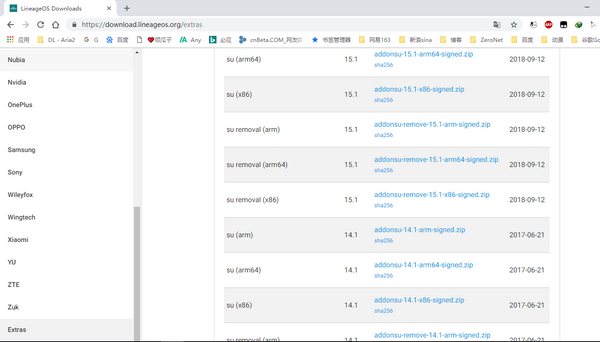 LineageOS Downloads
https://download.lineageos.org/extras
应用
DL - Aria2
G
百度
领瓜子
Any
必应
cnBeta.COM_网友
书签管理器
网易163
新浪sina
博客
ZeroNet
百度
动漫
谷歌Go
Nubia
Nvidia
OnePlus
OPPO
Samsung
Sony
Wileyfox
Wingtech
Xiaomi
YU
ZTE
Zuk
Extras
su (arm64) 15.1 addonsu-15.1-arm64-signed.zip 2018-09-12
sha256
su (x86) 15.1 addonsu-15.1-x86-signed.zip 2018-09-12
sha256
su removal (arm) 15.1 addonsu-remove-15.1-arm-signed.zip 2018-09-12
sha256
su removal (arm64) 15.1 addonsu-remove-15.1-arm64-signed.zip 2018-09-12
sha256
su removal (x86) 15.1 addonsu-remove-15.1-x86-signed.zip 2018-09-12
sha256
su (arm) 14.1 addonsu-14.1-arm-signed.zip 2017-06-21
sha256
su (arm64) 14.1 addonsu-14.1-arm64-signed.zip 2017-06-21
sha256
su (x86) 14.1 addonsu-14.1-x86-signed.zip 2017-06-21
sha256
su removal (arm) 14.1 addonsu-remove-14.1-arm-signed.zip 2017-06-21